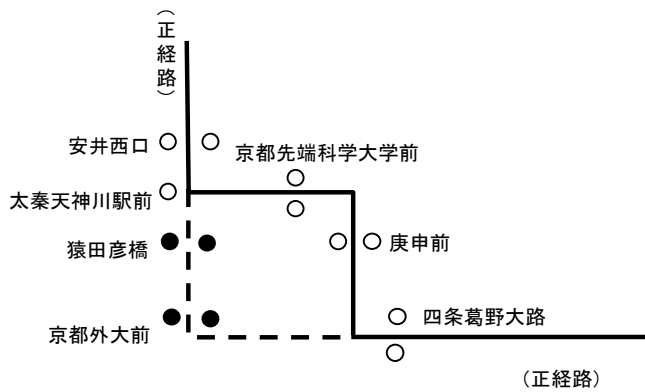 （正経路）
安井西口
京都先端科学大学前
太秦天神川駅前
猿田彦橋
庚申前
京都外大前
四条葛野大路
（正経路）